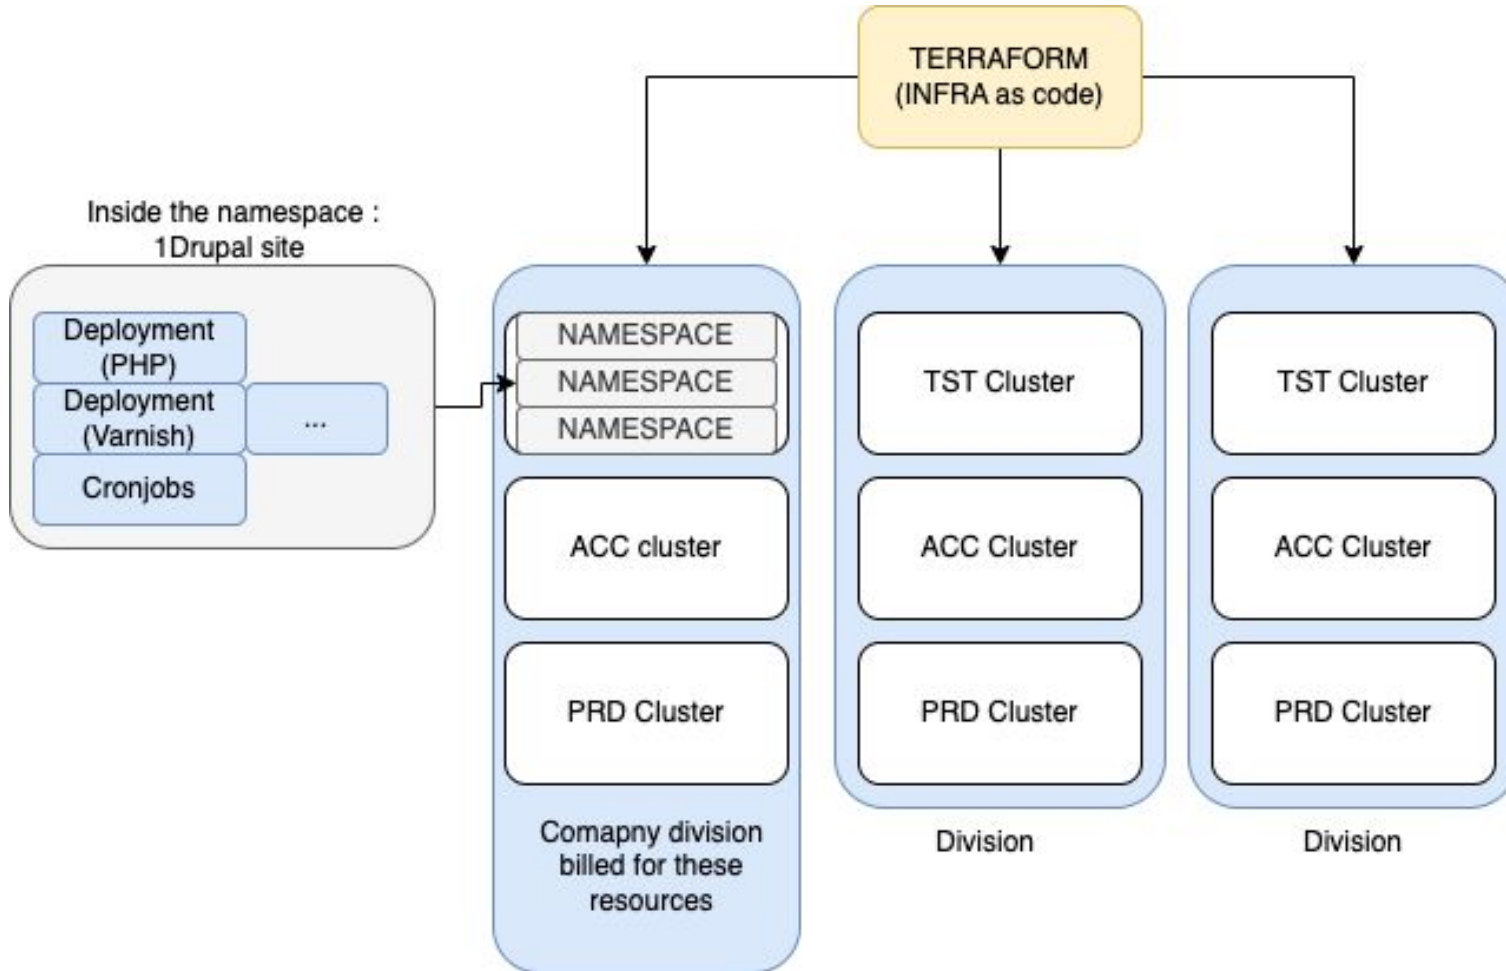 TERRAFORM
(INFRA as code)
Inside the namespace :
1Drupal site
Deployment
(PHP)
Deployment
(Varnish)
...
Cronjobs
NAMESPACE
NAMESPACE
NAMESPACE
ACC cluster
PRD Cluster
Comapny division
billed for these
resources
TST Cluster
ACC Cluster
PRD Cluster
Division
TST Cluster
ACC Cluster
PRD Cluster
Division